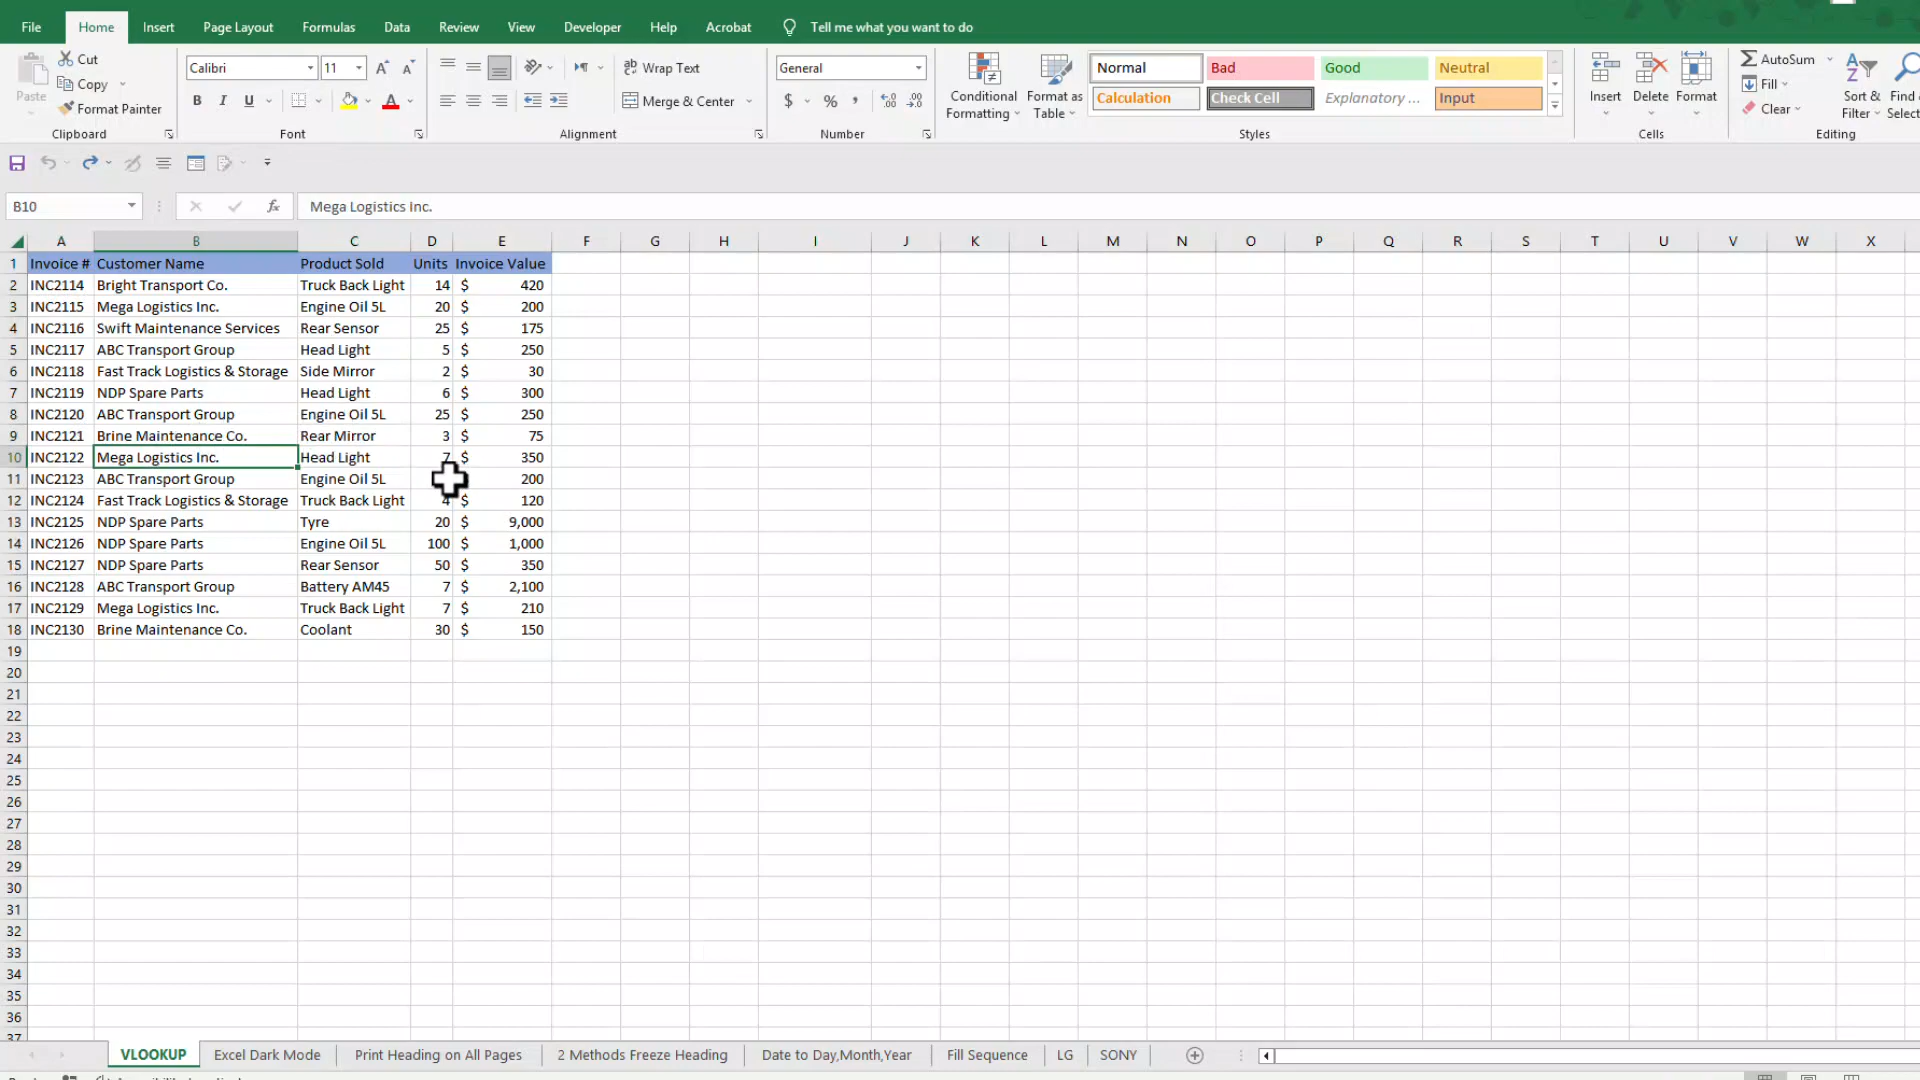 File Home Insert Page Layout Formulas Data Review View Developer Help Acrobat Tell me what you want to do
Paste Cut Copy Format Painter Clipboard
Calibri 11 B I U A Font
Wrap Text Merge & Center Alignment
General $ % , Number
Conditional Formatting Format as Table
Normal Bad Good Neutral
Calculation Check Cell Explanatory ... Input
Styles
Insert Delete Format Cells
AutoSum Fill Clear Sort & Filter Find Select Editing
B10 fx Mega Logistics Inc.
A B C D E F G H I J K L M N O P Q R S T U V W X
1 Invoice # Customer Name Product Sold Units Invoice Value
2 INC2114 Bright Transport Co. Truck Back Light 14 $ 420
3 INC2115 Mega Logistics Inc. Engine Oil 5L 20 $ 200
4 INC2116 Swift Maintenance Services Rear Sensor 25 $ 175
5 INC2117 ABC Transport Group Head Light 5 $ 250
6 INC2118 Fast Track Logistics & Storage Side Mirror 2 $ 30
7 INC2119 NDP Spare Parts Head Light 6 $ 300
8 INC2120 ABC Transport Group Engine Oil 5L 25 $ 250
9 INC2121 Brine Maintenance Co. Rear Mirror 3 $ 75
10 INC2122 Mega Logistics Inc. Head Light 7 $ 350
11 INC2123 ABC Transport Group Engine Oil 5L 200
12 INC2124 Fast Track Logistics & Storage Truck Back Light 4 $ 120
13 INC2125 NDP Spare Parts Tyre 20 $ 9,000
14 INC2126 NDP Spare Parts Engine Oil 5L 100 $ 1,000
15 INC2127 NDP Spare Parts Rear Sensor 50 $ 350
16 INC2128 ABC Transport Group Battery AM45 7 $ 2,100
17 INC2129 Mega Logistics Inc. Truck Back Light 7 $ 210
18 INC2130 Brine Maintenance Co. Coolant 30 $ 150
19
20
21
22
23
24
25
26
27
28
29
30
31
32
33
34
35
36
37
VLOOKUP Excel Dark Mode Print Heading on All Pages 2 Methods Freeze Heading Date to Day,Month,Year Fill Sequence LG SONY